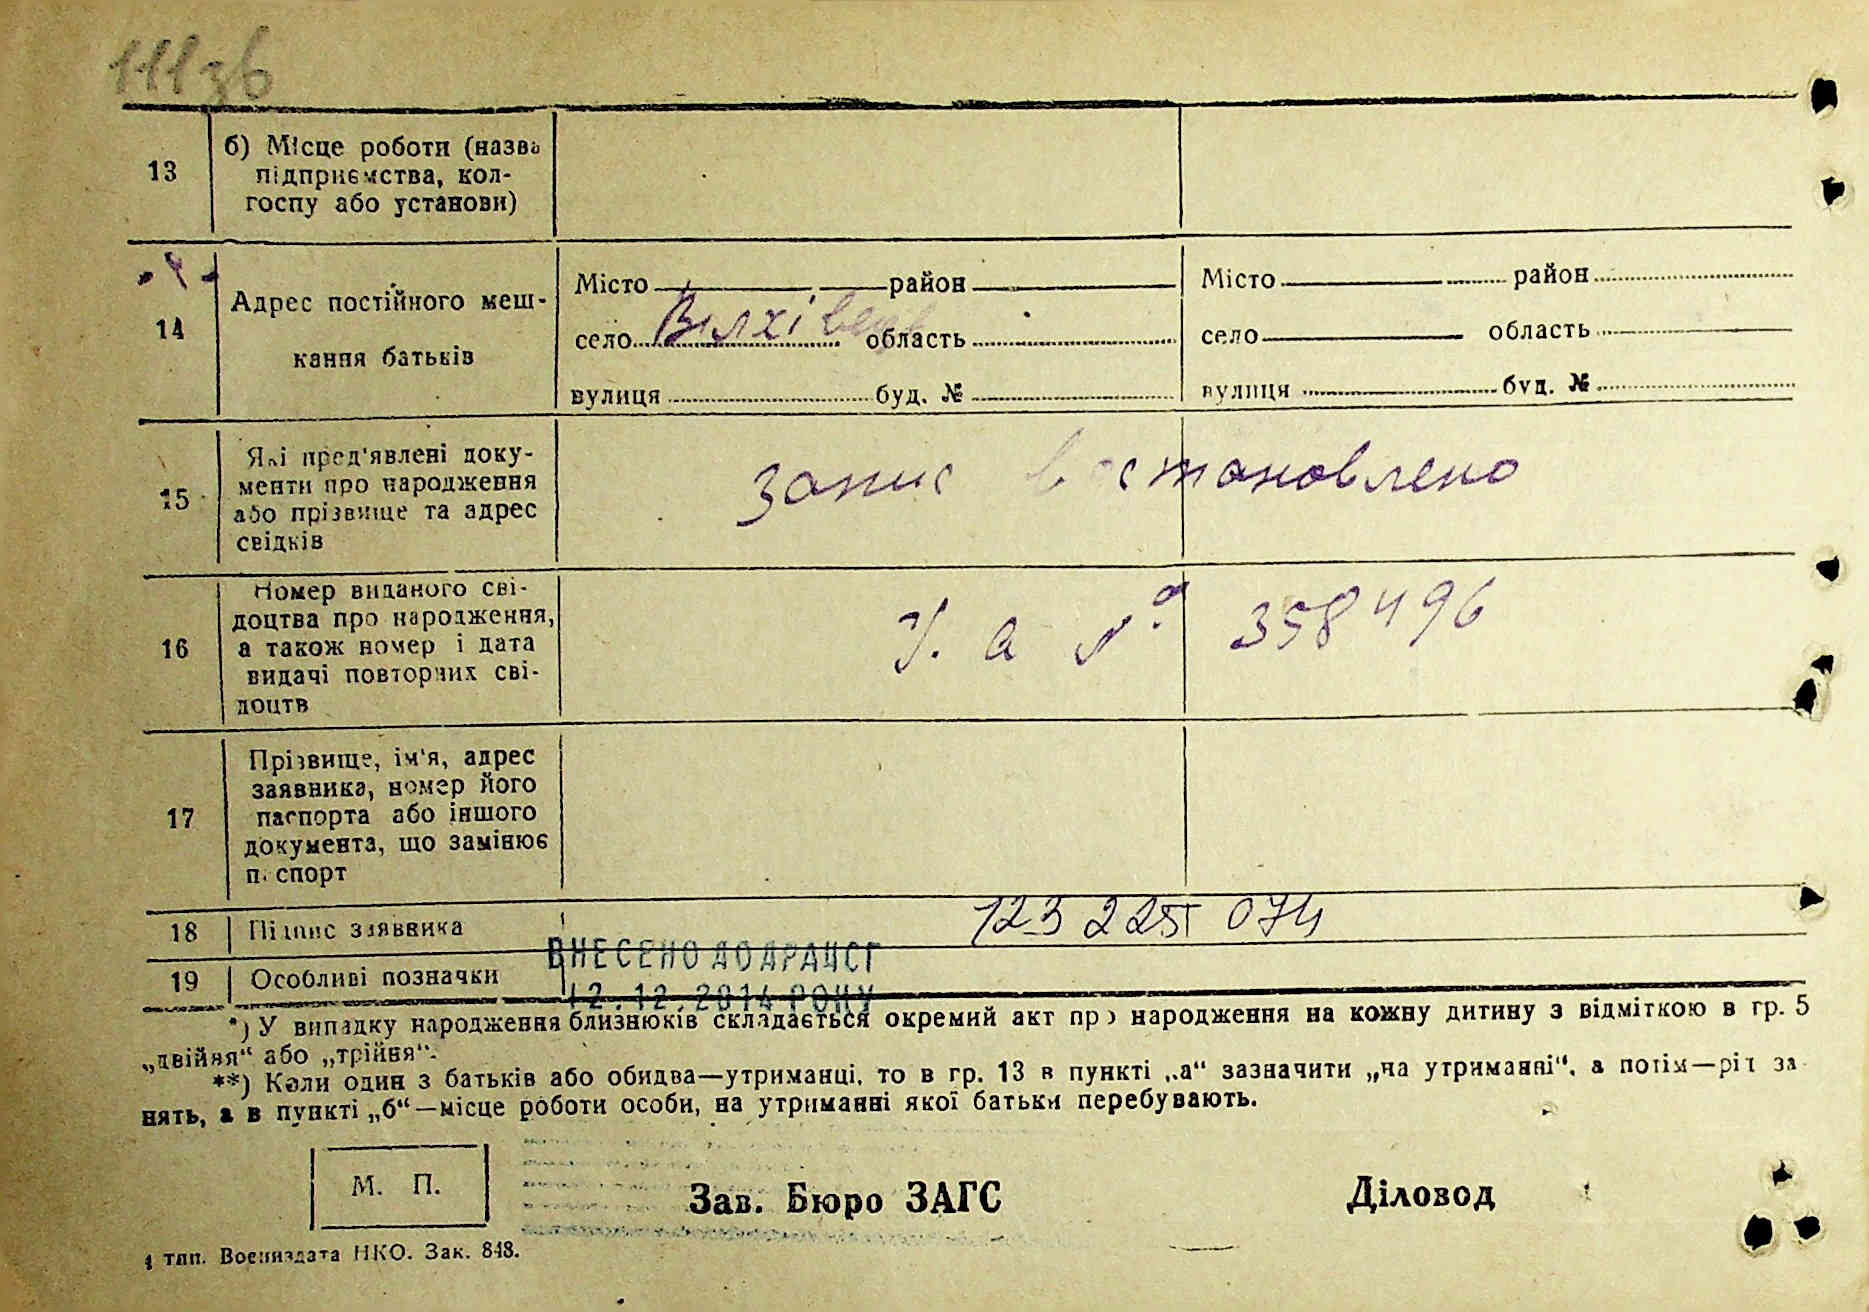 13
б) Місце роботи (назва
підприємства, кол-
госпу або установи)
14
Адрес постійного меш-
кання батьків
Місто район
село Вільхівець область
вулиця буд. №
Місто район
село область
вулиця буд. №
15
Які пред'явлені доку-
менти про народження
або прізвище та адрес
свідків
запис востановлено
16
Номер виданого сві-
доцтва про народження,
а також номер і дата
видачі повторних сві-
доцтв
У. а № 358496
17
Прізвище, ім'я, адрес
заявника, номер його
паспорта або іншого
документа, що замінює
паспорт
18
Підпис заявника
123 225 074
19
Особливі позначки
ВНЕСЕНО ДО ДРАЦСГ
12.12.2014 РОКУ
*) У випадку народження близнюків складається окремий акт про народження на кожну дитину з відміткою в гр. 5
„двійня“ або „трійня“.
**) Коли один з батьків або обидва—утриманці, то в гр. 13 в пункті „а“ зазначити „на утриманні“, а потім—рід за-
нять, а в пункті „б“—місце роботи особи, на утриманні якої батьки перебувають.
М. П.
Зав. Бюро ЗАГС
Діловод
тип. Воениздата НКО. Зак. 848.